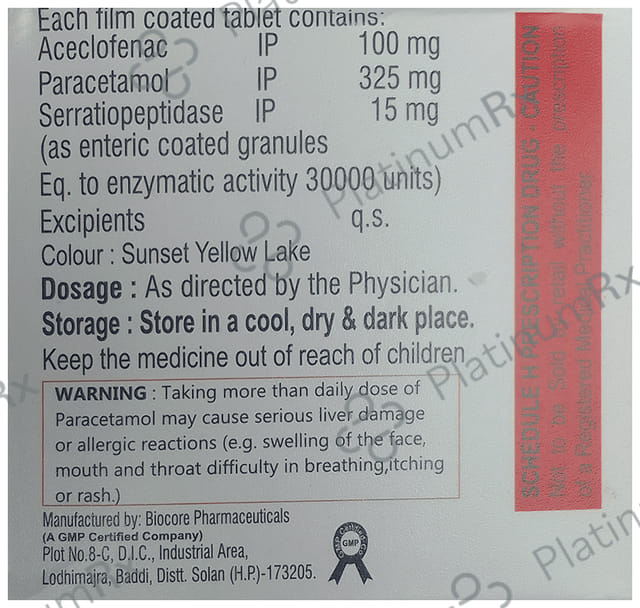 Each film coated tablet contains:
Aceclofenac IP 100 mg
Paracetamol IP 325 mg
Serratiopeptidase IP 15 mg
(as enteric coated granules
Eq. to enzymatic activity 30000 units)
Excipients q.s.
Colour : Sunset Yellow Lake
Dosage : As directed by the Physician.
Storage : Store in a cool, dry & dark place.
Keep the medicine out of reach of children
WARNING : Taking more than daily dose of
Paracetamol may cause serious liver damage
or allergic reactions (e.g. swelling of the face,
mouth and throat difficulty in breathing,itching
or rash.)
Manufactured by: Biocore Pharmaceuticals
(A GMP Certified Company)
Plot No.8-C, D.I.C., Industrial Area,
Lodhimajra, Baddi, Distt. Solan (H.P.)-173205.
GMP
SCHEDULE H PRESCRIPTION DRUG - CAUTION
Not to be Sold retail without the prescription
of a Registered Medical Practitioner
PlatinumRx
PlatinumRx